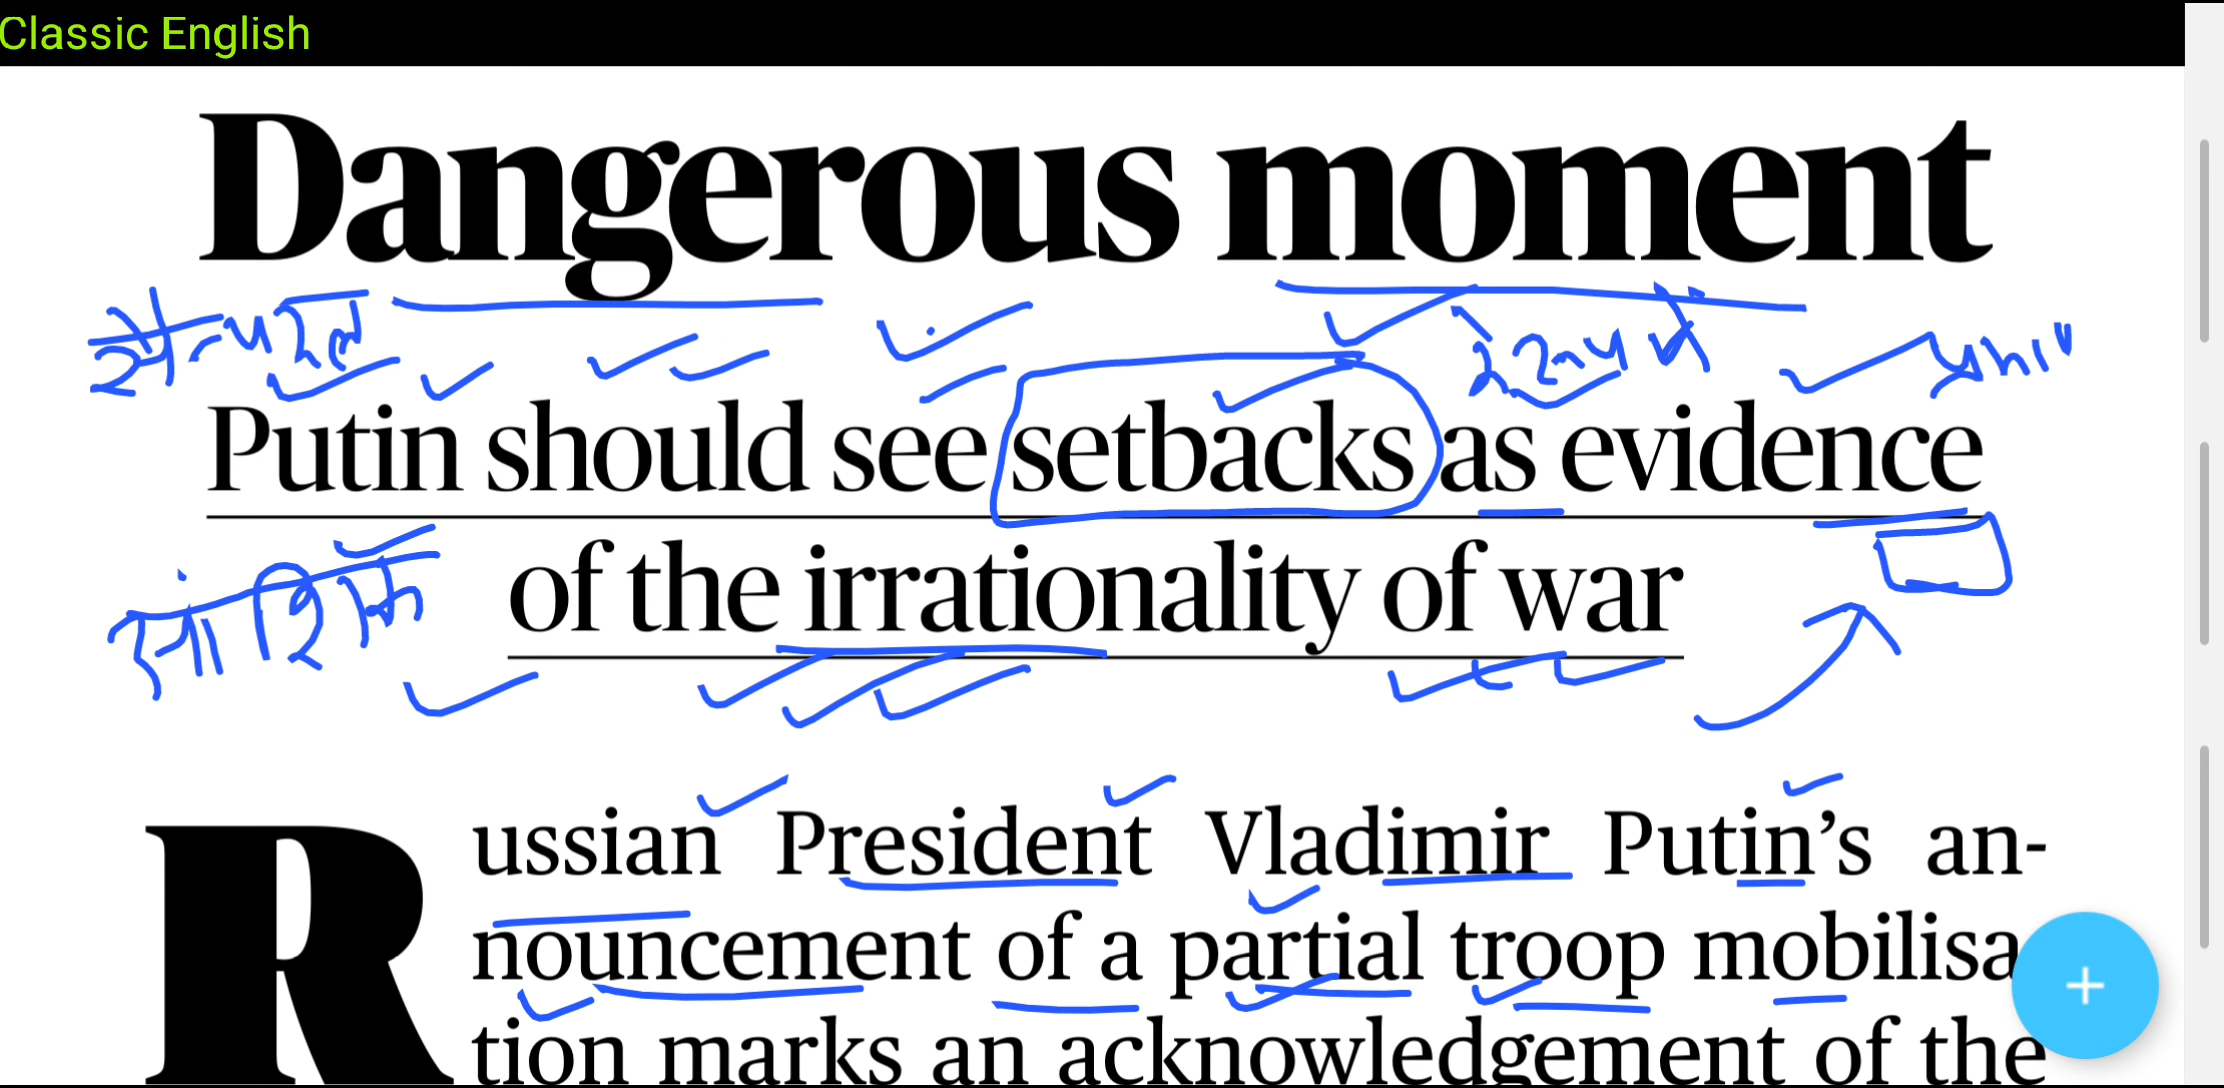 Classic English
Dangerous moment
Putin should see setbacks as evidence
of the irrationality of war
Russian President Vladimir Putin's an-
nouncement of a partial troop mobilisa
tion marks an acknowledgement of the
+